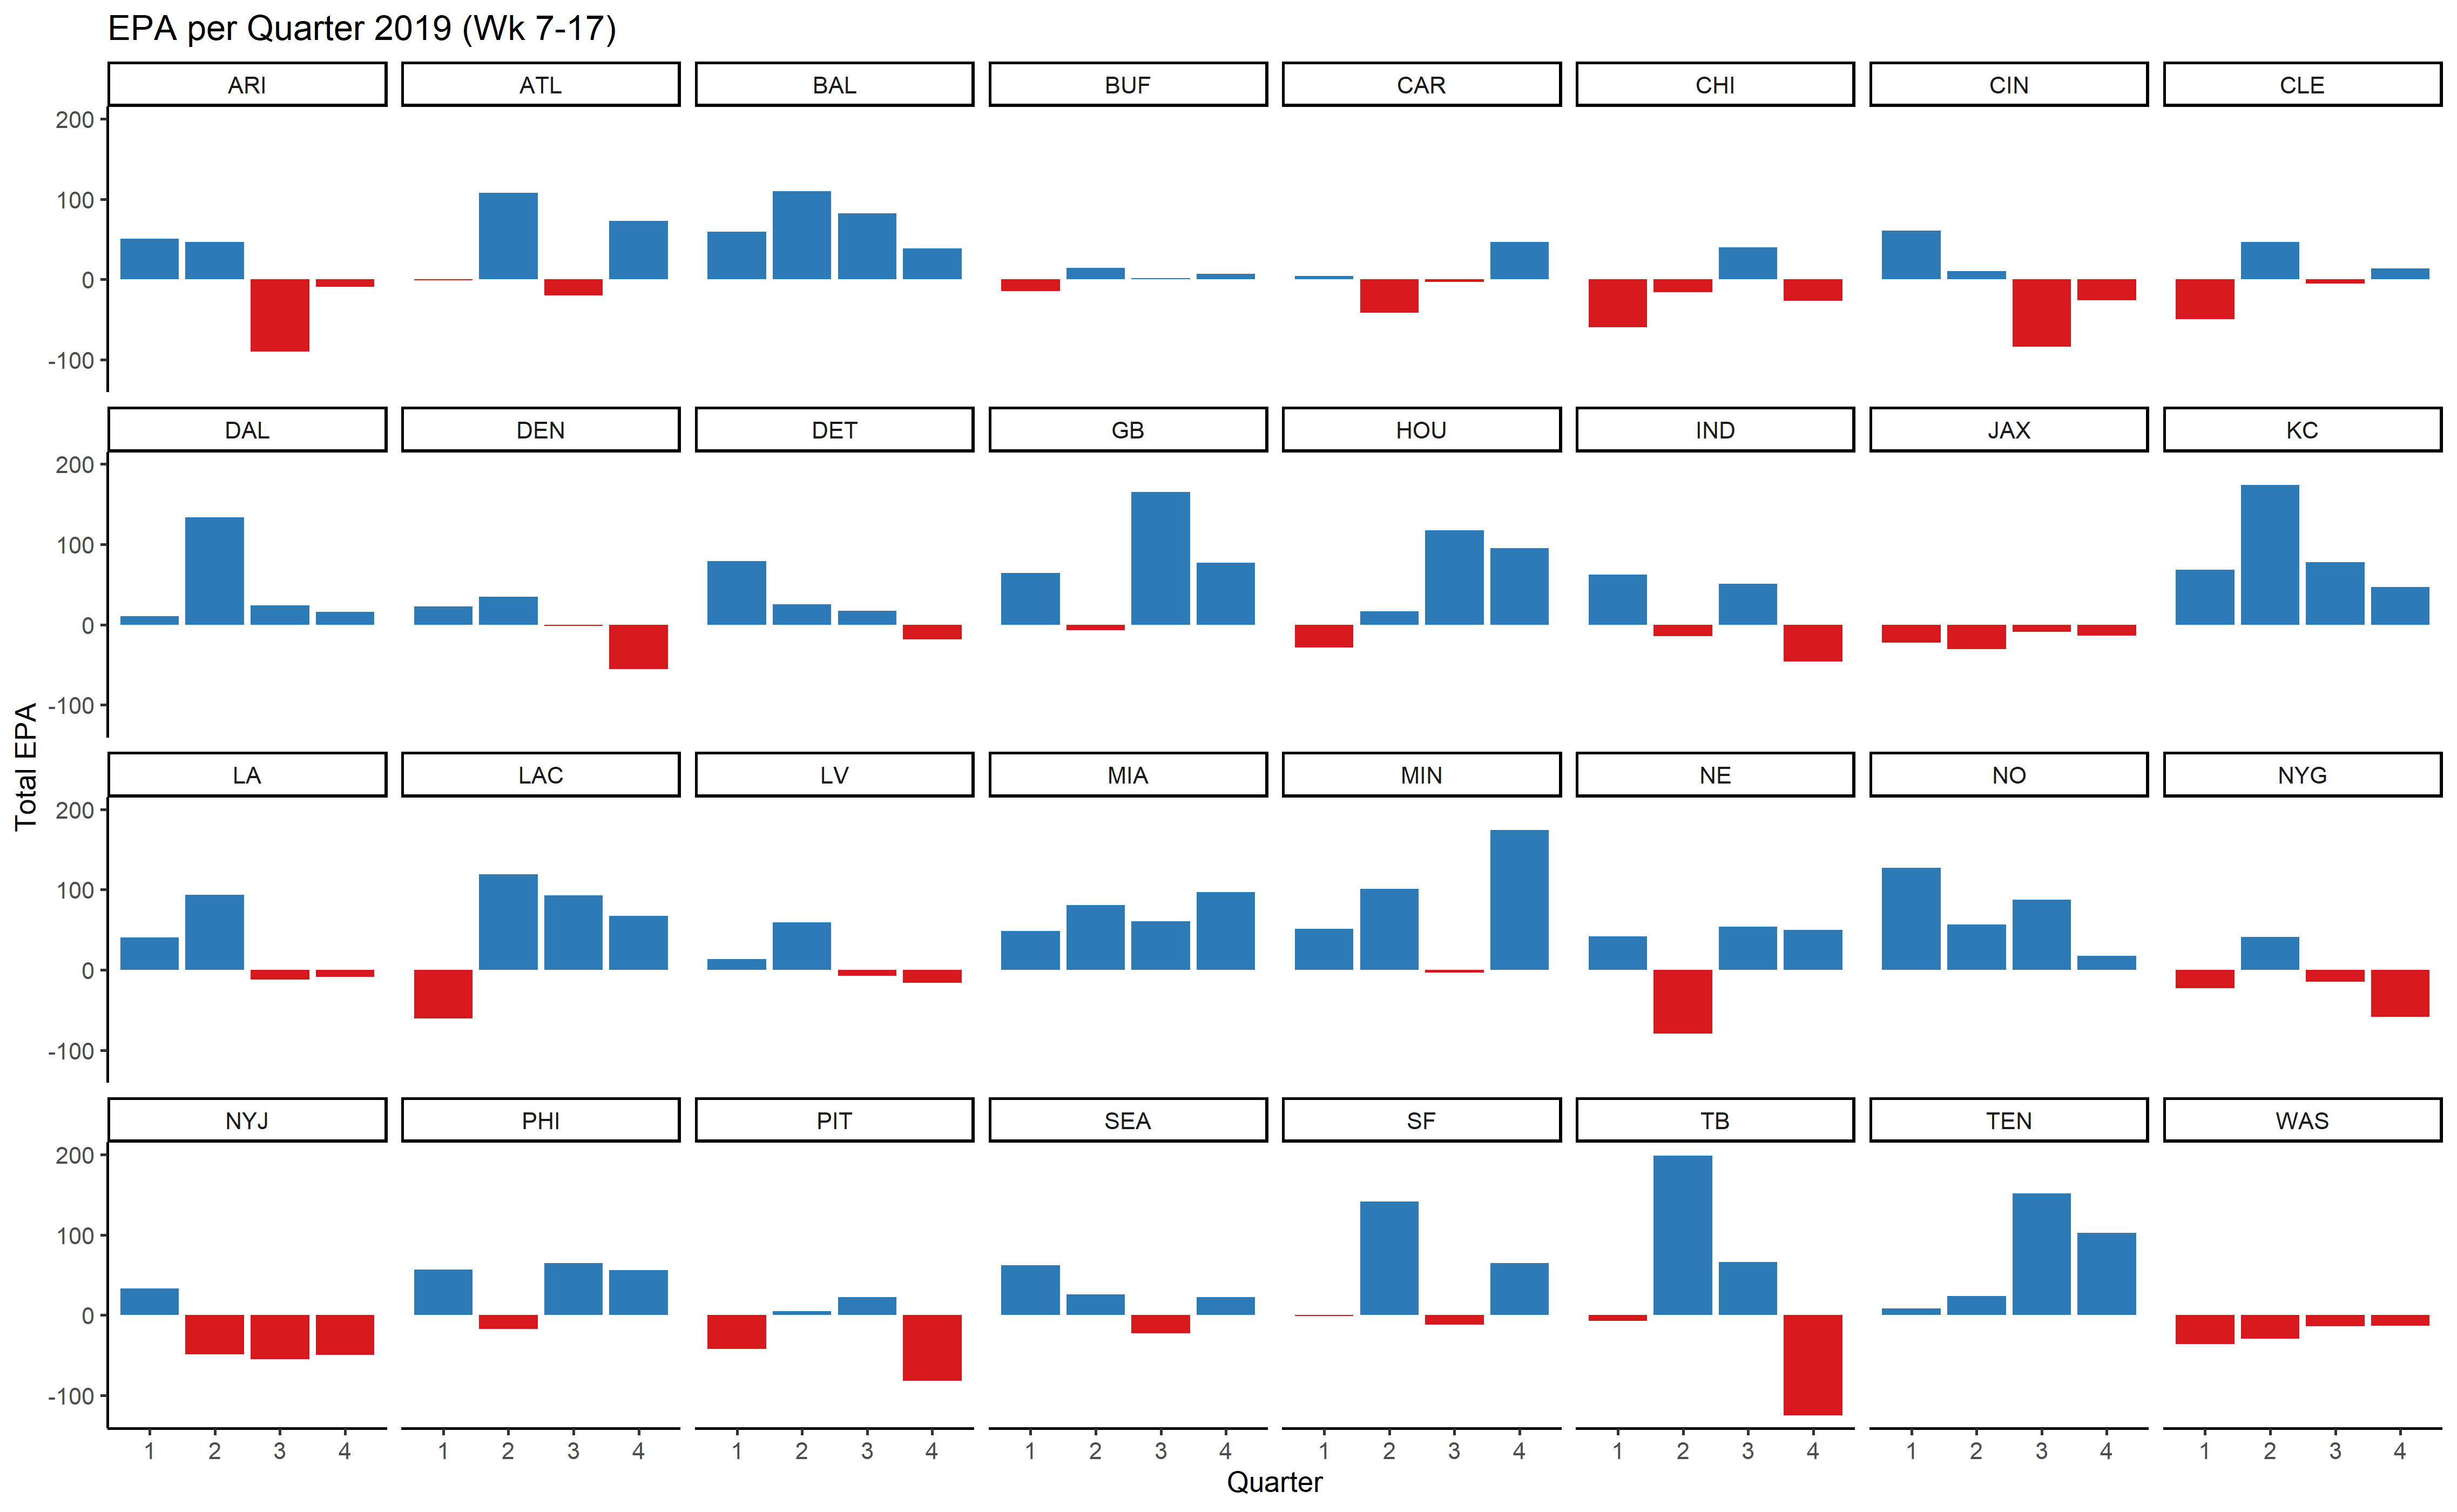 EPA per Quarter 2019 (Wk 7-17)
ARI ATL BAL BUF CAR CHI CIN CLE
200
100
0
-100
DAL DEN DET GB HOU IND JAX KC
200
100
0
-100
Total EPA
LA LAC LV MIA MIN NE NO NYG
200
100
0
-100
NYJ PHI PIT SEA SF TB TEN WAS
200
100
0
-100
1 2 3 4 1 2 3 4 1 2 3 4 1 2 3 4 1 2 3 4 1 2 3 4 1 2 3 4 1 2 3 4
Quarter